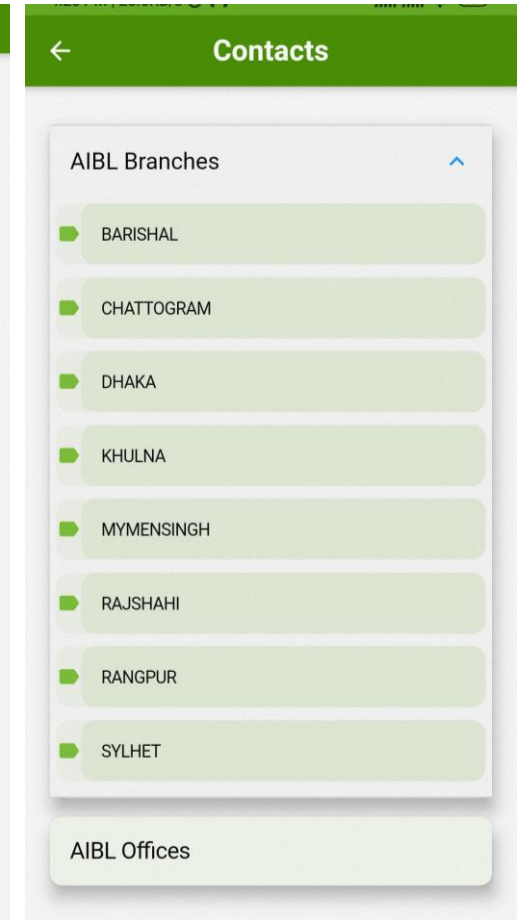 Contacts
AIBL Branches
BARISHAL
CHATTOGRAM
DHAKA
KHULNA
MYMENSINGH
RAJSHAHI
RANGPUR
SYLHET
AIBL Offices